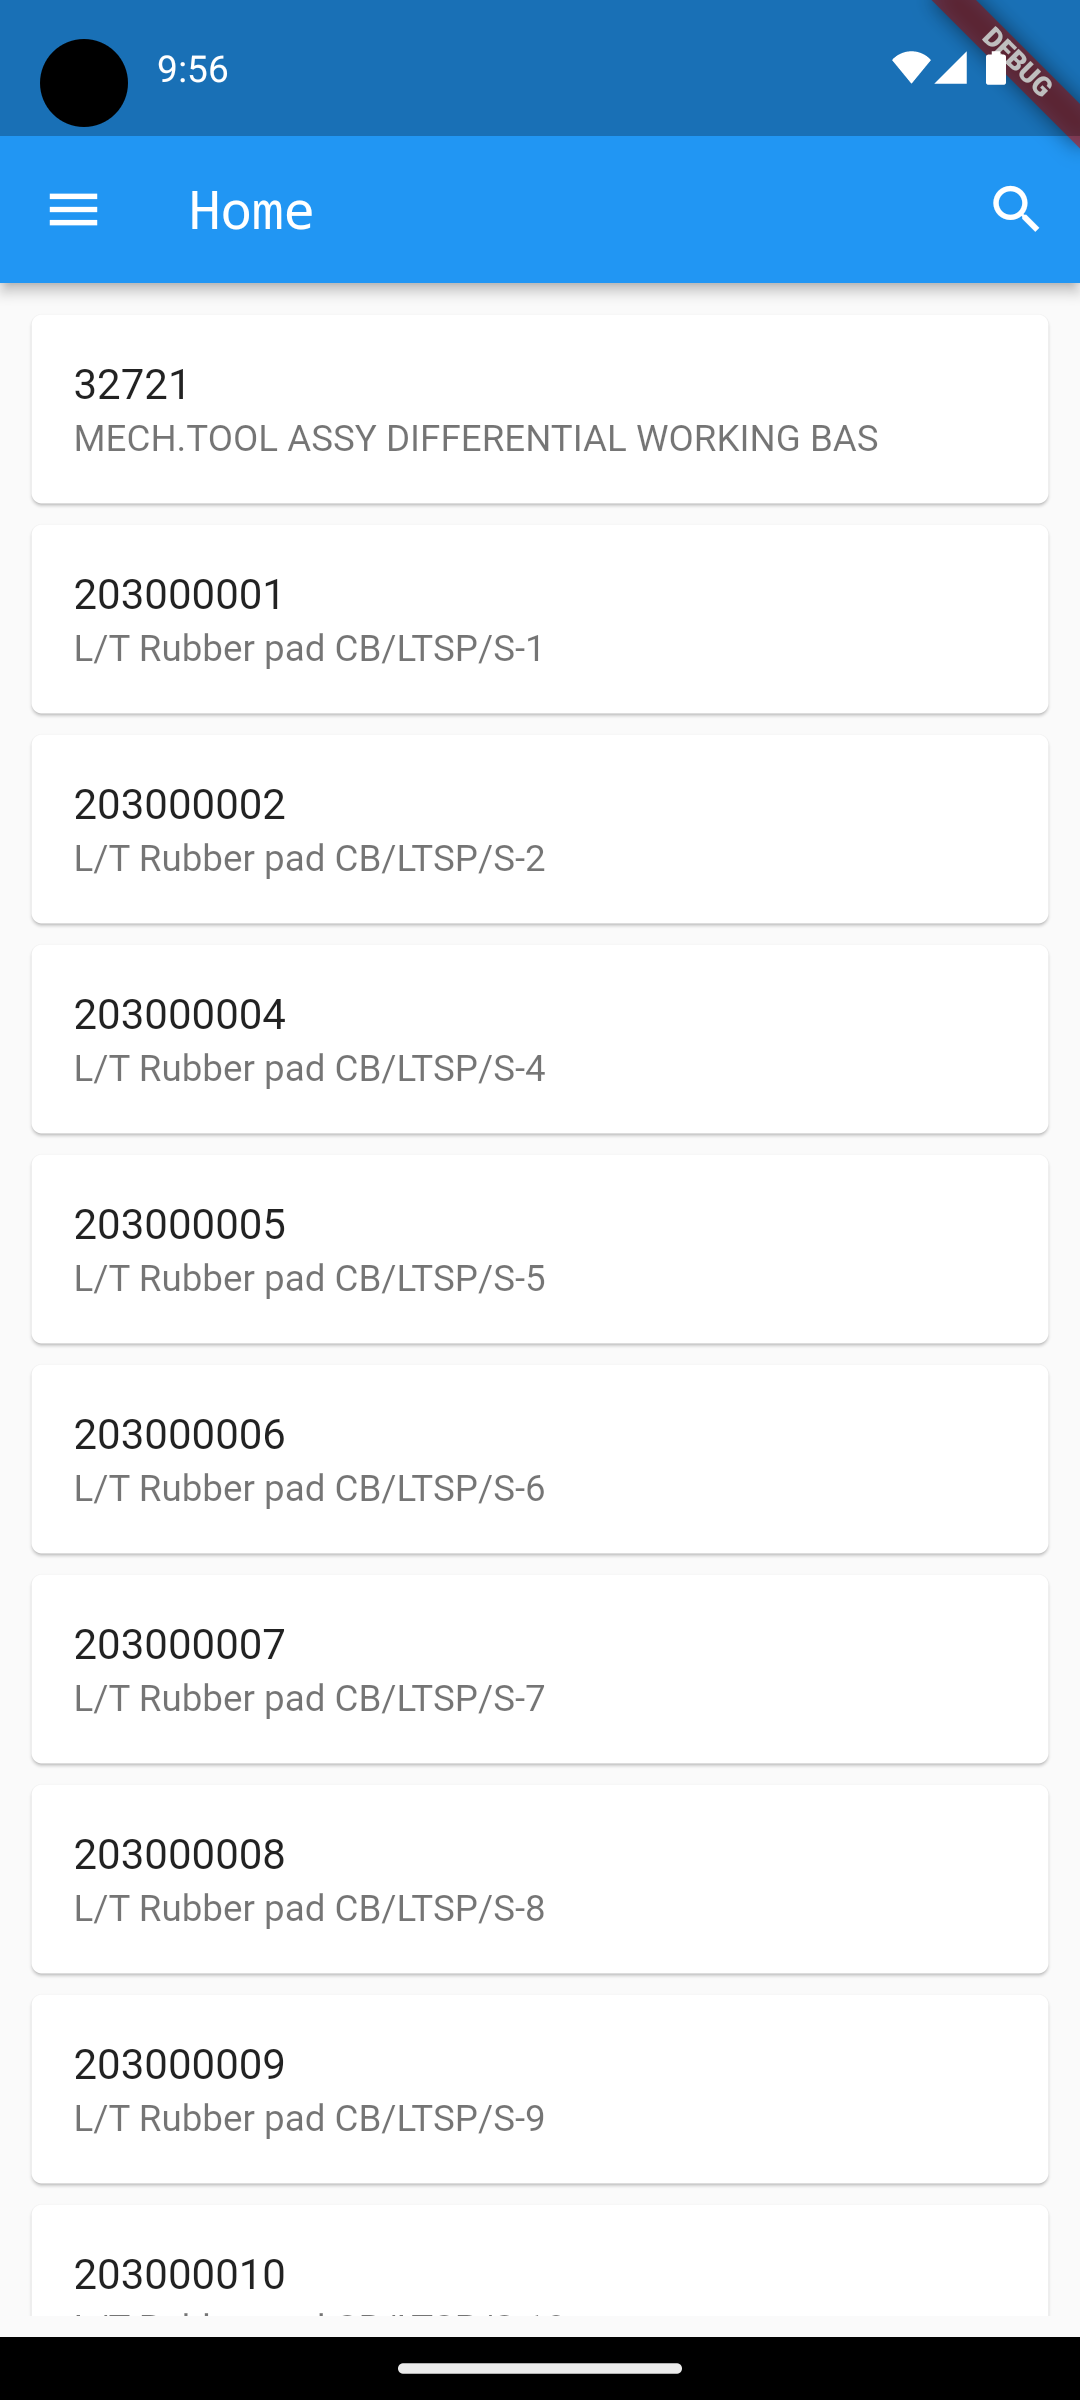 9:56
DEBUG
Home
32721
MECH.TOOL ASSY DIFFERENTIAL WORKING BAS
203000001
L/T Rubber pad CB/LTSP/S-1
203000002
L/T Rubber pad CB/LTSP/S-2
203000004
L/T Rubber pad CB/LTSP/S-4
203000005
L/T Rubber pad CB/LTSP/S-5
203000006
L/T Rubber pad CB/LTSP/S-6
203000007
L/T Rubber pad CB/LTSP/S-7
203000008
L/T Rubber pad CB/LTSP/S-8
203000009
L/T Rubber pad CB/LTSP/S-9
203000010